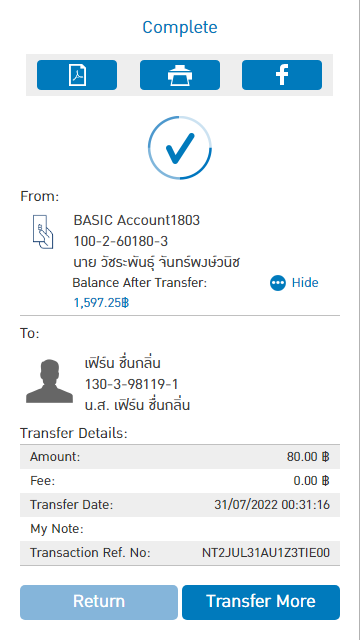 Complete
From:
BASIC Account1803
100-2-60180-3
นาย วัชระพันธุ์ จันทร์พงษ์วนิช
Balance After Transfer:
Hide
1,597.25฿
To:
เฟิร์น ชื่นกลิ่น
130-3-98119-1
น.ส. เฟิร์น ชื่นกลิ่น
Transfer Details:
Amount: 80.00 ฿
Fee: 0.00 ฿
Transfer Date: 31/07/2022 00:31:16
My Note:
Transaction Ref. No: NT2JUL31AU1Z3TIE00
Return Transfer More